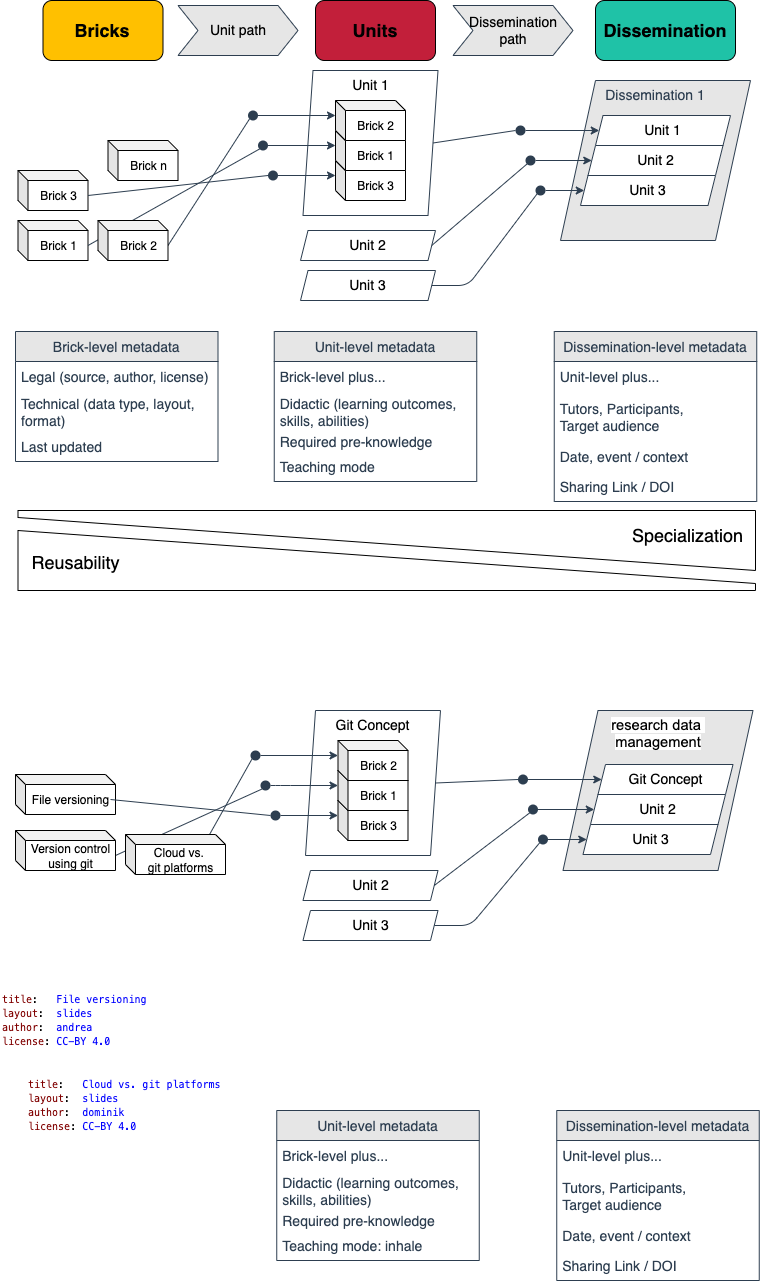 Bricks
Unit path
Units
Dissemination
path
Dissemination
Unit 1
Brick 2
Brick 1
Brick 3
Brick n
Brick 3
Brick 1
Brick 2
Unit 2
Unit 3
Dissemination 1
Unit 1
Unit 2
Unit 3
Brick-level metadata
Legal (source, author, license)
Technical (data type, layout,
format)
Last updated
Unit-level metadata
Brick-level plus...
Didactic (learning outcomes,
skills, abilities)
Required pre-knowledge
Teaching mode
Dissemination-level metadata
Unit-level plus...
Tutors, Participants,
Target audience
Date, event / context
Sharing Link / DOI
Specialization
Reusability
Git Concept
Brick 2
Brick 1
Brick 3
File versioning
Version control
using git
Cloud vs.
git platforms
Unit 2
Unit 3
research data
management
Git Concept
Unit 2
Unit 3
title: File versioning
layout: slides
author: andrea
license: CC-BY 4.0
title: Cloud vs. git platforms
layout: slides
author: dominik
license: CC-BY 4.0
Unit-level metadata
Brick-level plus...
Didactic (learning outcomes,
skills, abilities)
Required pre-knowledge
Teaching mode: inhale
Dissemination-level metadata
Unit-level plus...
Tutors, Participants,
Target audience
Date, event / context
Sharing Link / DOI